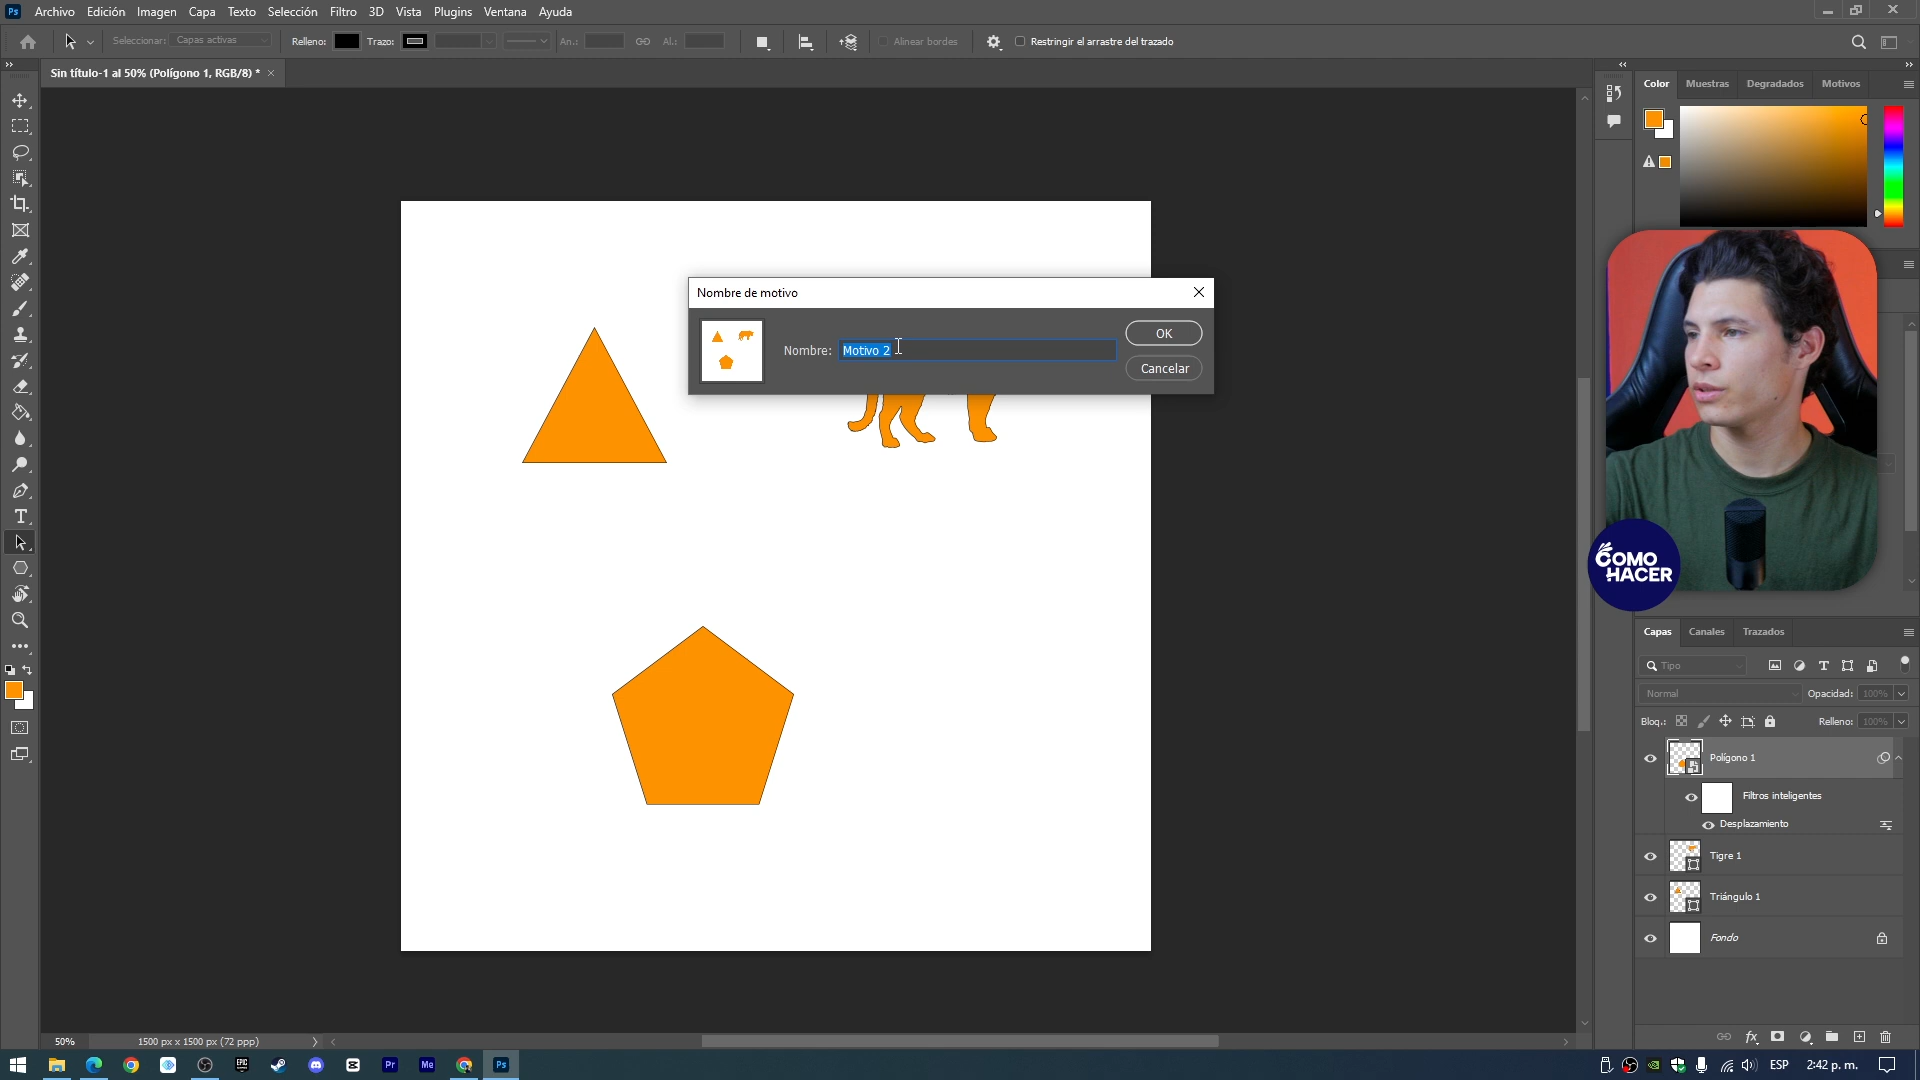 Ps Archivo Edición Imagen Capa Texto Selección Filtro 3D Vista Plugins Ventana Ayuda
Seleccionar: Capas activas Relleno: Trazo: An.: Al.: Alinear bordes Restringir el arrastre del trazado
Sin título-1 al 50% (Polígono 1, RGB/8) *
Color Muestras Degradados Motivos
Nombre de motivo
Nombre: Motivo 2
OK
Cancelar
COMO
HACER
Capas Canales Trazados
Tipo
Normal Opacidad: 100%
Bloq.: Relleno: 100%
Polígono 1
Filtros inteligentes
Desplazamiento
Tigre 1
Triángulo 1
Fondo
50% 1500 px x 1500 px (72 ppp)
EPIC Pr Me Ps ESP 2:42 p. m.